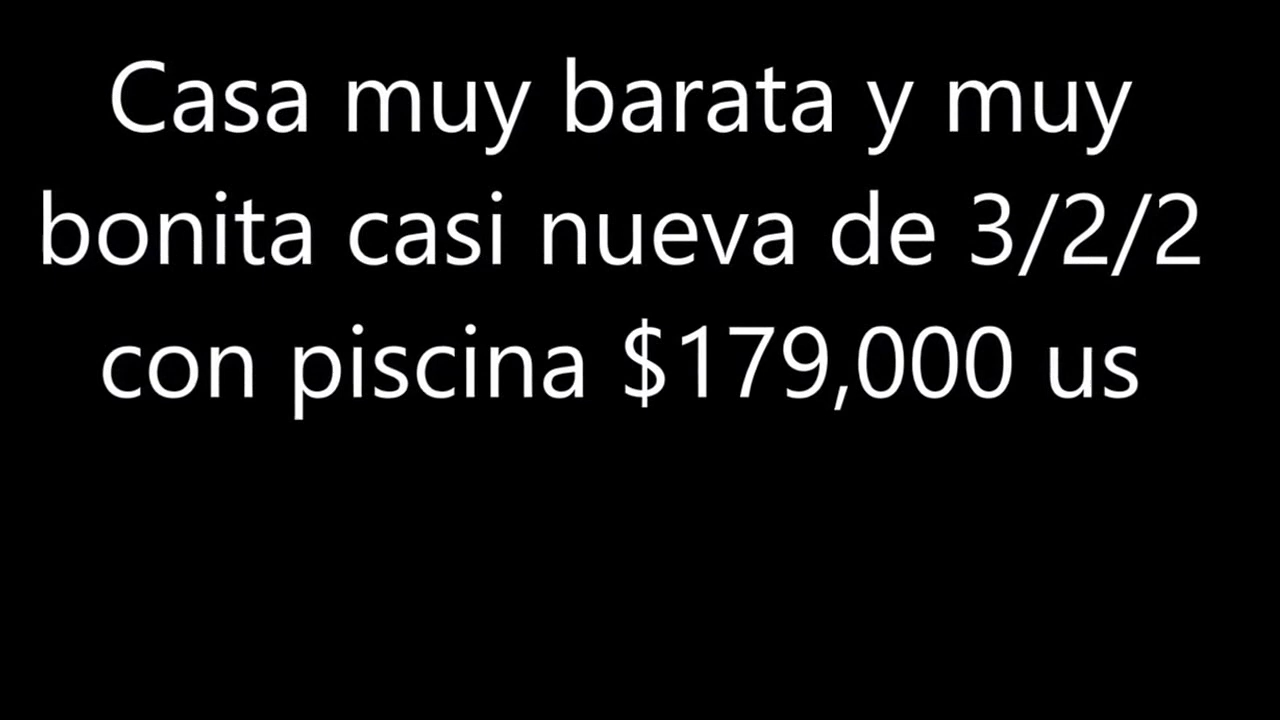 Casa muy barata y muy
bonita casi nueva de 3/2/2
con piscina $179,000 us